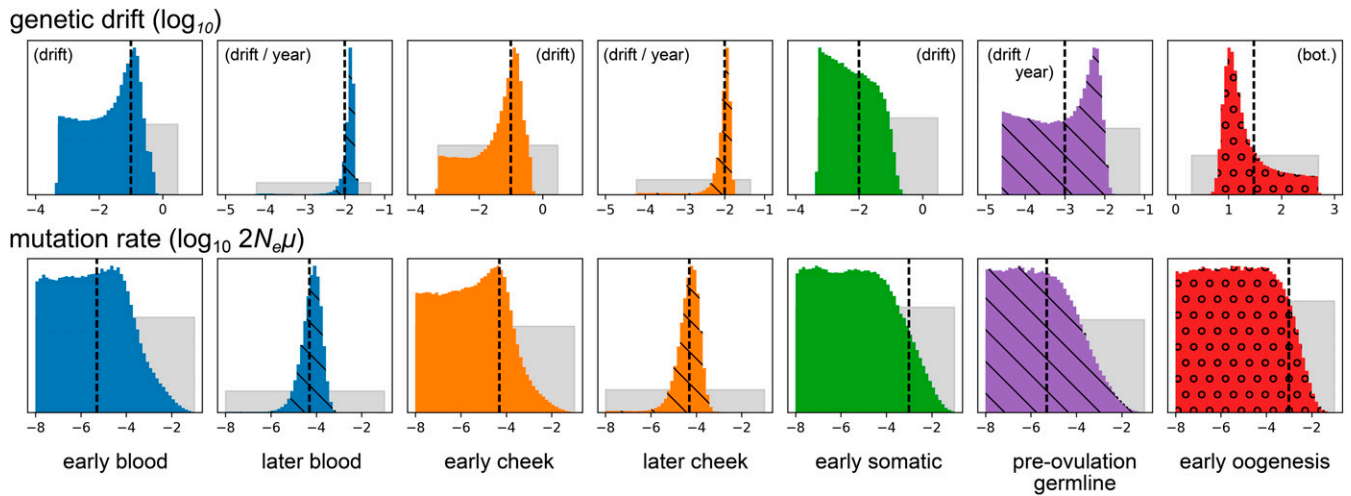 genetic drift (log10)
(drift) (drift / year) (drift) (drift / year) (drift) (drift / year) (bot.)
−4 −2 0 −5 −4 −3 −2 −1 −4 −2 0 −5 −4 −3 −2 −1 −4 −2 0 −5 −4 −3 −2 −1 0 1 2 3
mutation rate (log10 2Neμ)
−8 −6 −4 −2 −8 −6 −4 −2 −8 −6 −4 −2 −8 −6 −4 −2 −8 −6 −4 −2 −8 −6 −4 −2 −8 −6 −4 −2
early blood later blood early cheek later cheek early somatic pre-ovulation early oogenesis
germline